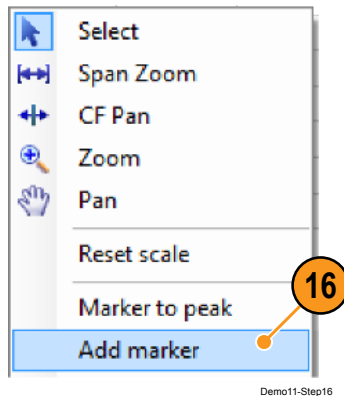 Select
Span Zoom
CF Pan
Zoom
Pan
Reset scale
16
Marker to peak
Add marker
Demo11-Step16